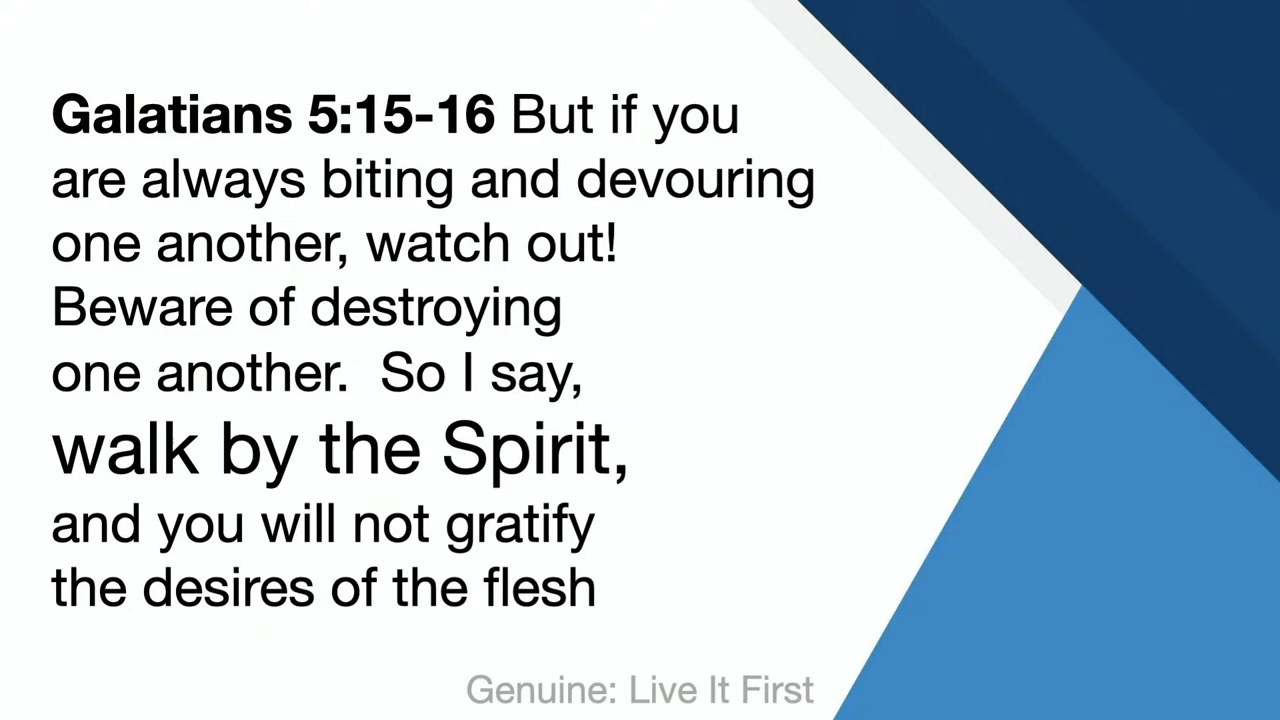 Galatians 5:15-16 But if you
are always biting and devouring
one another, watch out!
Beware of destroying
one another.  So I say,
walk by the Spirit,
and you will not gratify
the desires of the flesh
Genuine: Live It First